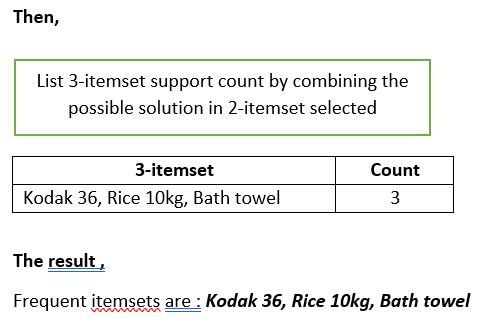 Then,
List 3-itemset support count by combining the
possible solution in 2-itemset selected
3-itemset Count
Kodak 36, Rice 10kg, Bath towel 3
The result ,
Frequent itemsets are : Kodak 36, Rice 10kg, Bath towel